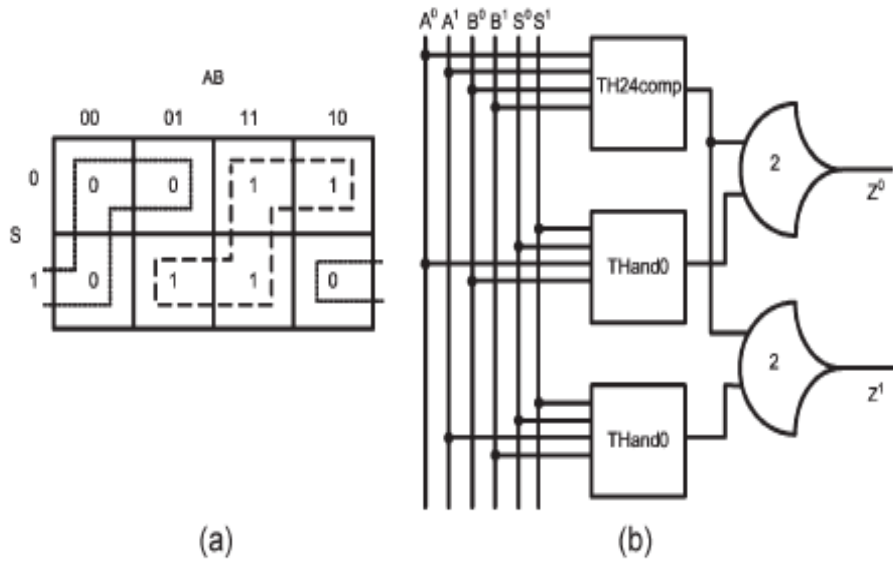 AB
00 01 11 10
0 0 0 1 1
S
1 0 1 1 0
(a)
A⁰ A¹ B⁰ B¹ S⁰ S¹
TH24comp
2
Z⁰
THand0
2
Z¹
THand0
(b)